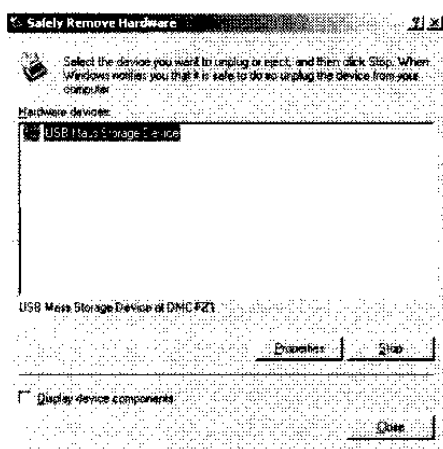 Safely Remove Hardware
Select the device you want to unplug or eject, and then click Stop. When
Windows notifies you that it is safe to do so unplug the device from your
computer
Hardware devices:
USB Mass Storage Device
USB Mass Storage Device at DMC-FZ1
Properties
Stop
Display device components
Close